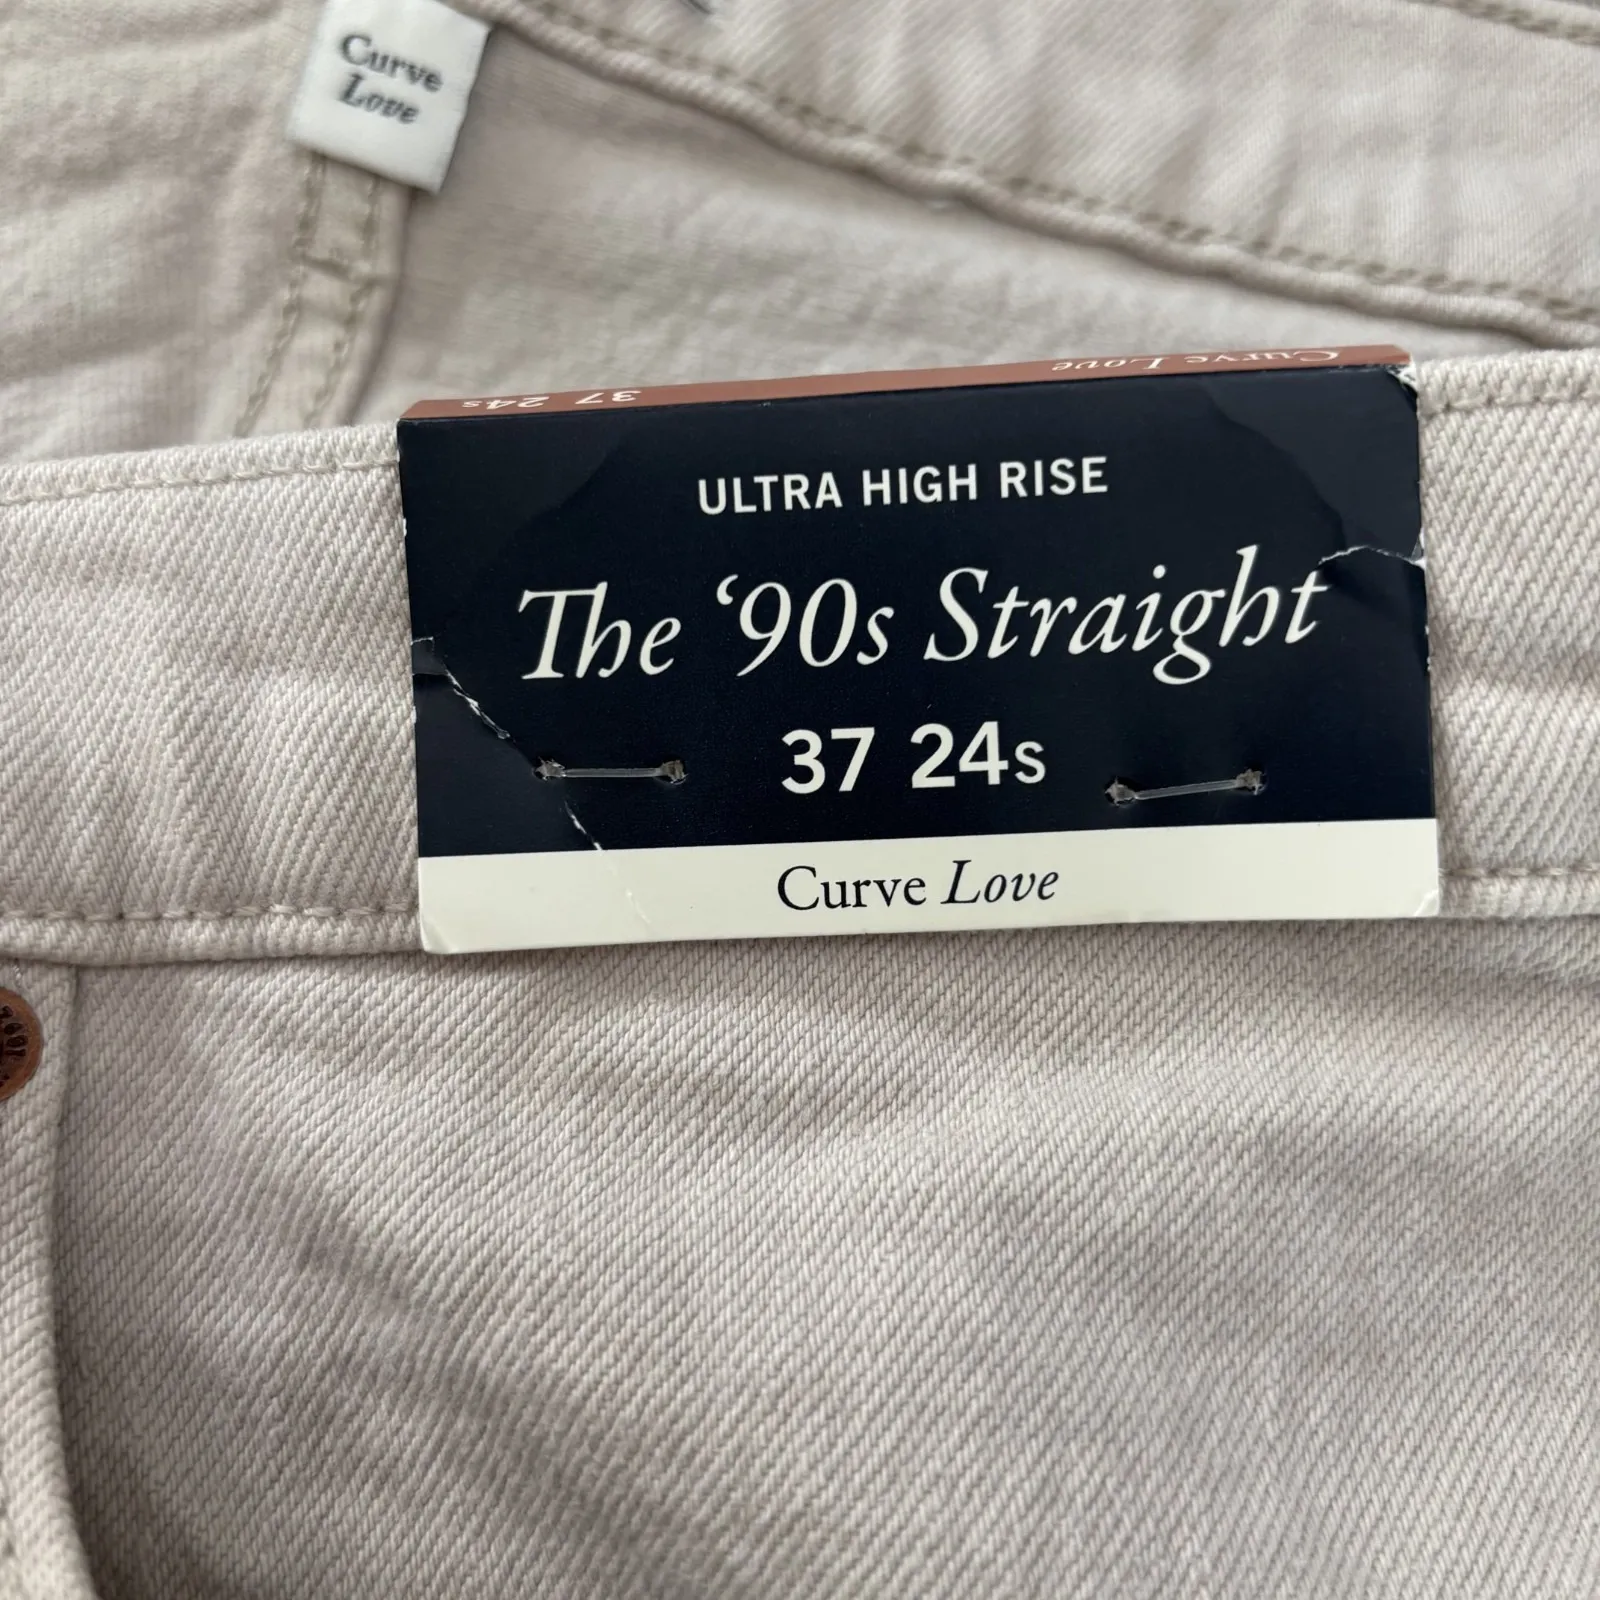 Curve
Love
Curve Love
37 24s
ULTRA HIGH RISE
The ‘90s Straight
37 24s
Curve Love